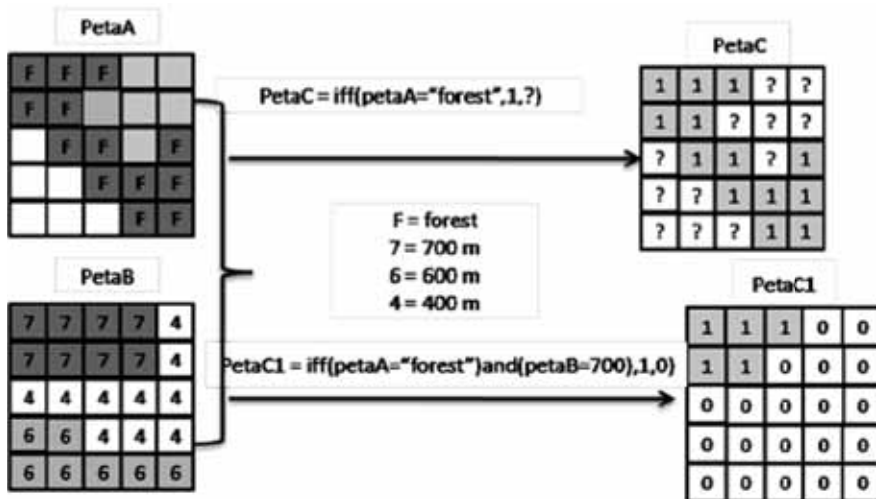 PetaA
F F F
F F
F F F
F F F
F F
PetaC = iff(petaA="forest",1,?)
PetaC
1 1 1 ? ?
1 1 ? ? ?
? 1 1 ? 1
? ? 1 1 1
? ? ? 1 1
F = forest
7 = 700 m
6 = 600 m
4 = 400 m
PetaB
7 7 7 7 4
7 7 7 7 4
4 4 4 4 4
6 6 4 4 4
6 6 6 6 6
PetaC1 = iff(petaA="forest")and(petaB=700),1,0)
PetaC1
1 1 1 0 0
1 1 0 0 0
0 0 0 0 0
0 0 0 0 0
0 0 0 0 0